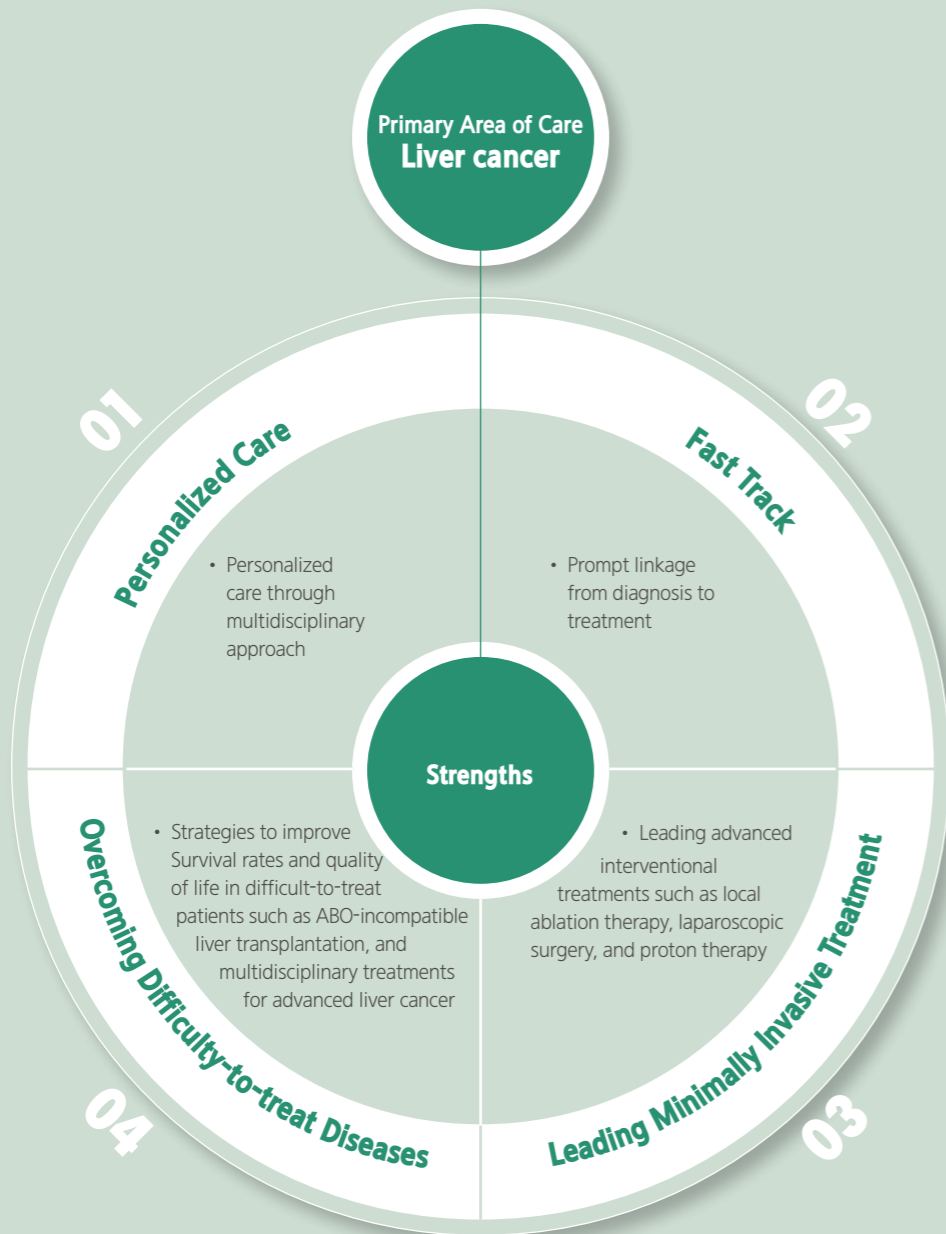 Primary Area of Care
Liver cancer
01
Personalized Care
• Personalized
care through
multidisciplinary
approach
02
Fast Track
• Prompt linkage
from diagnosis to
treatment
Strengths
03
Leading Minimally Invasive Treatment
• Leading advanced
interventional
treatments such as local
ablation therapy, laparoscopic
surgery, and proton therapy
04
Overcoming Difficulty-to-treat Diseases
• Strategies to improve
Survival rates and quality
of life in difficult-to-treat
patients such as ABO-incompatible
liver transplantation, and
multidisciplinary treatments
for advanced liver cancer